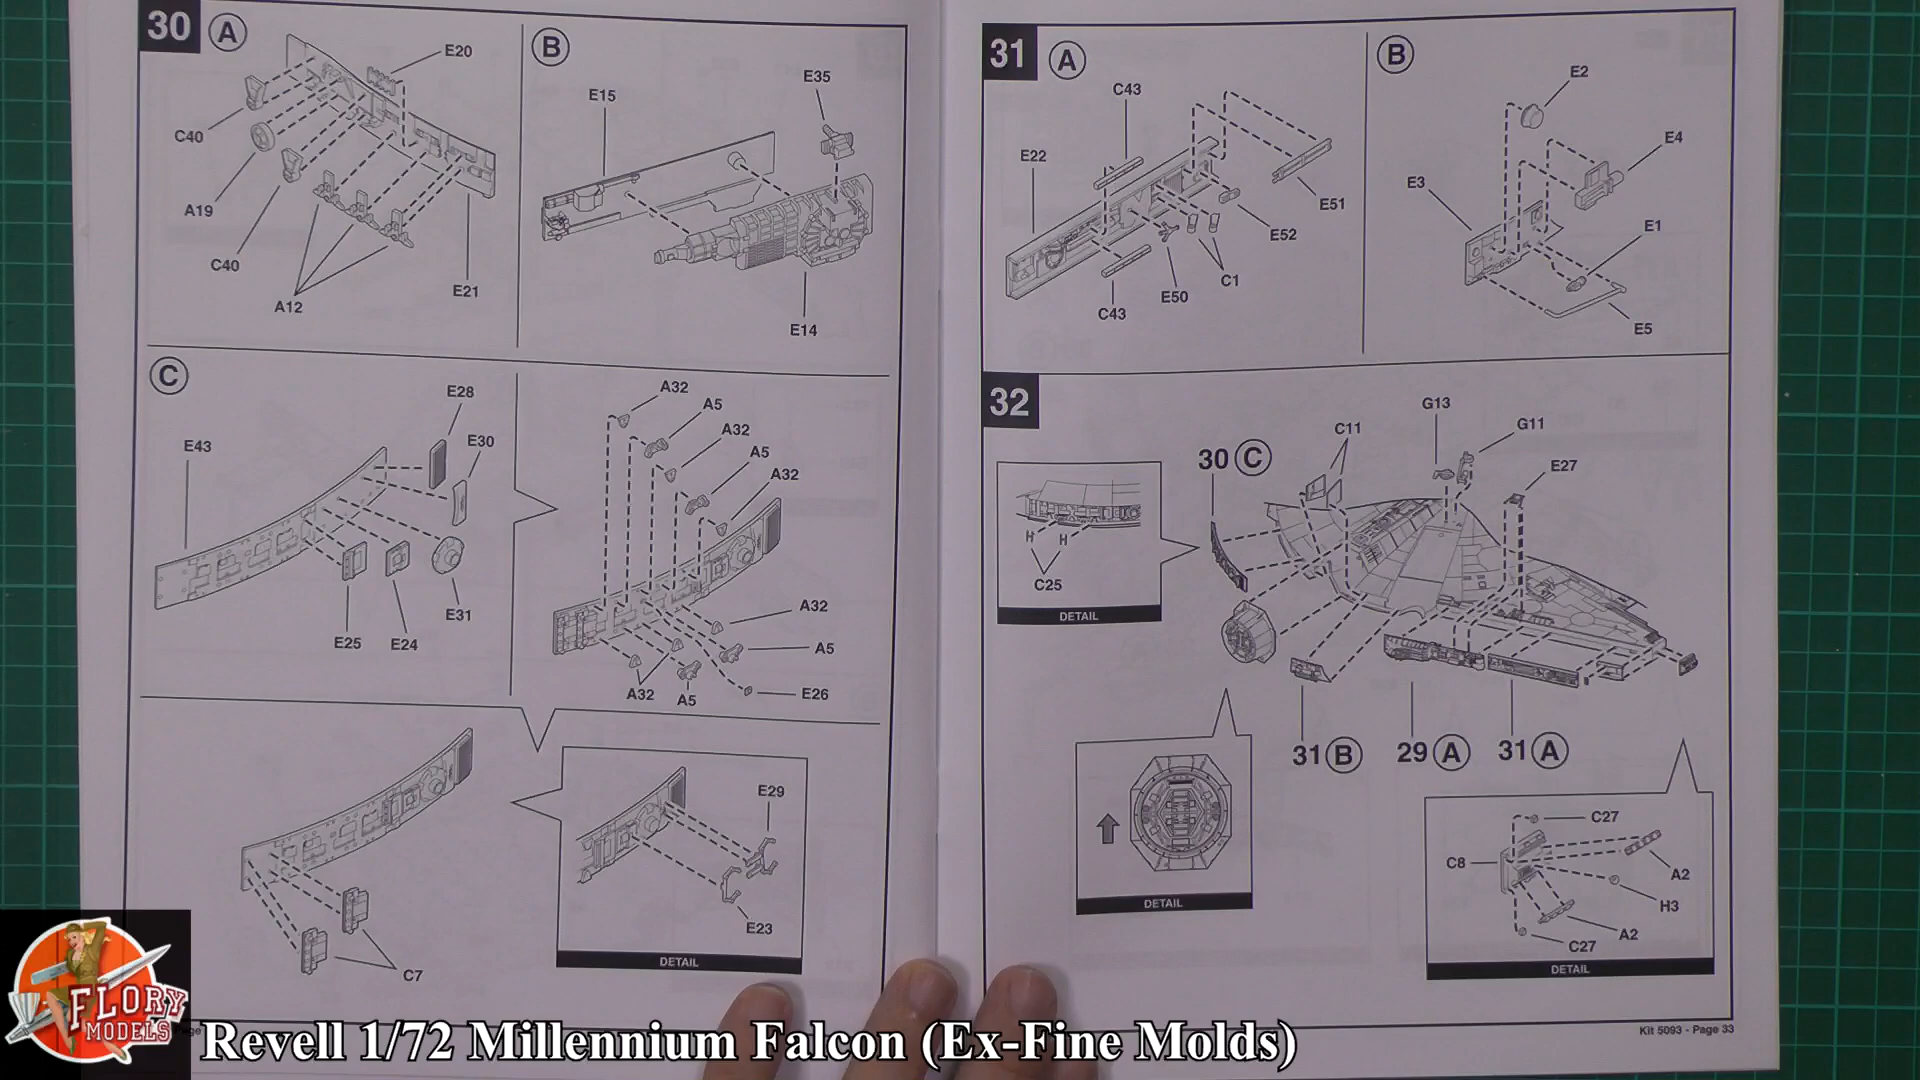 30 A
E20
C40
A19
C40
A12
E21
B
E15
E35
E14
C
E43
E28
E30
E25
E24
E31
A32
A5
A32
A5
A32
A32
A5
E26
A32
A5
C7
E29
E23
DETAIL
31 A
C43
E22
E51
E52
C1
E50
C43
B
E2
E4
E3
E1
E5
32
30 C
C11
G13
G11
E27
C25
DETAIL
31 B
29 A
31 A
DETAIL
C27
C8
A2
H3
A2
C27
DETAIL
Kit 5093 - Page 33
FLORY
MODELS
Revell 1/72 Millennium Falcon (Ex-Fine Molds)